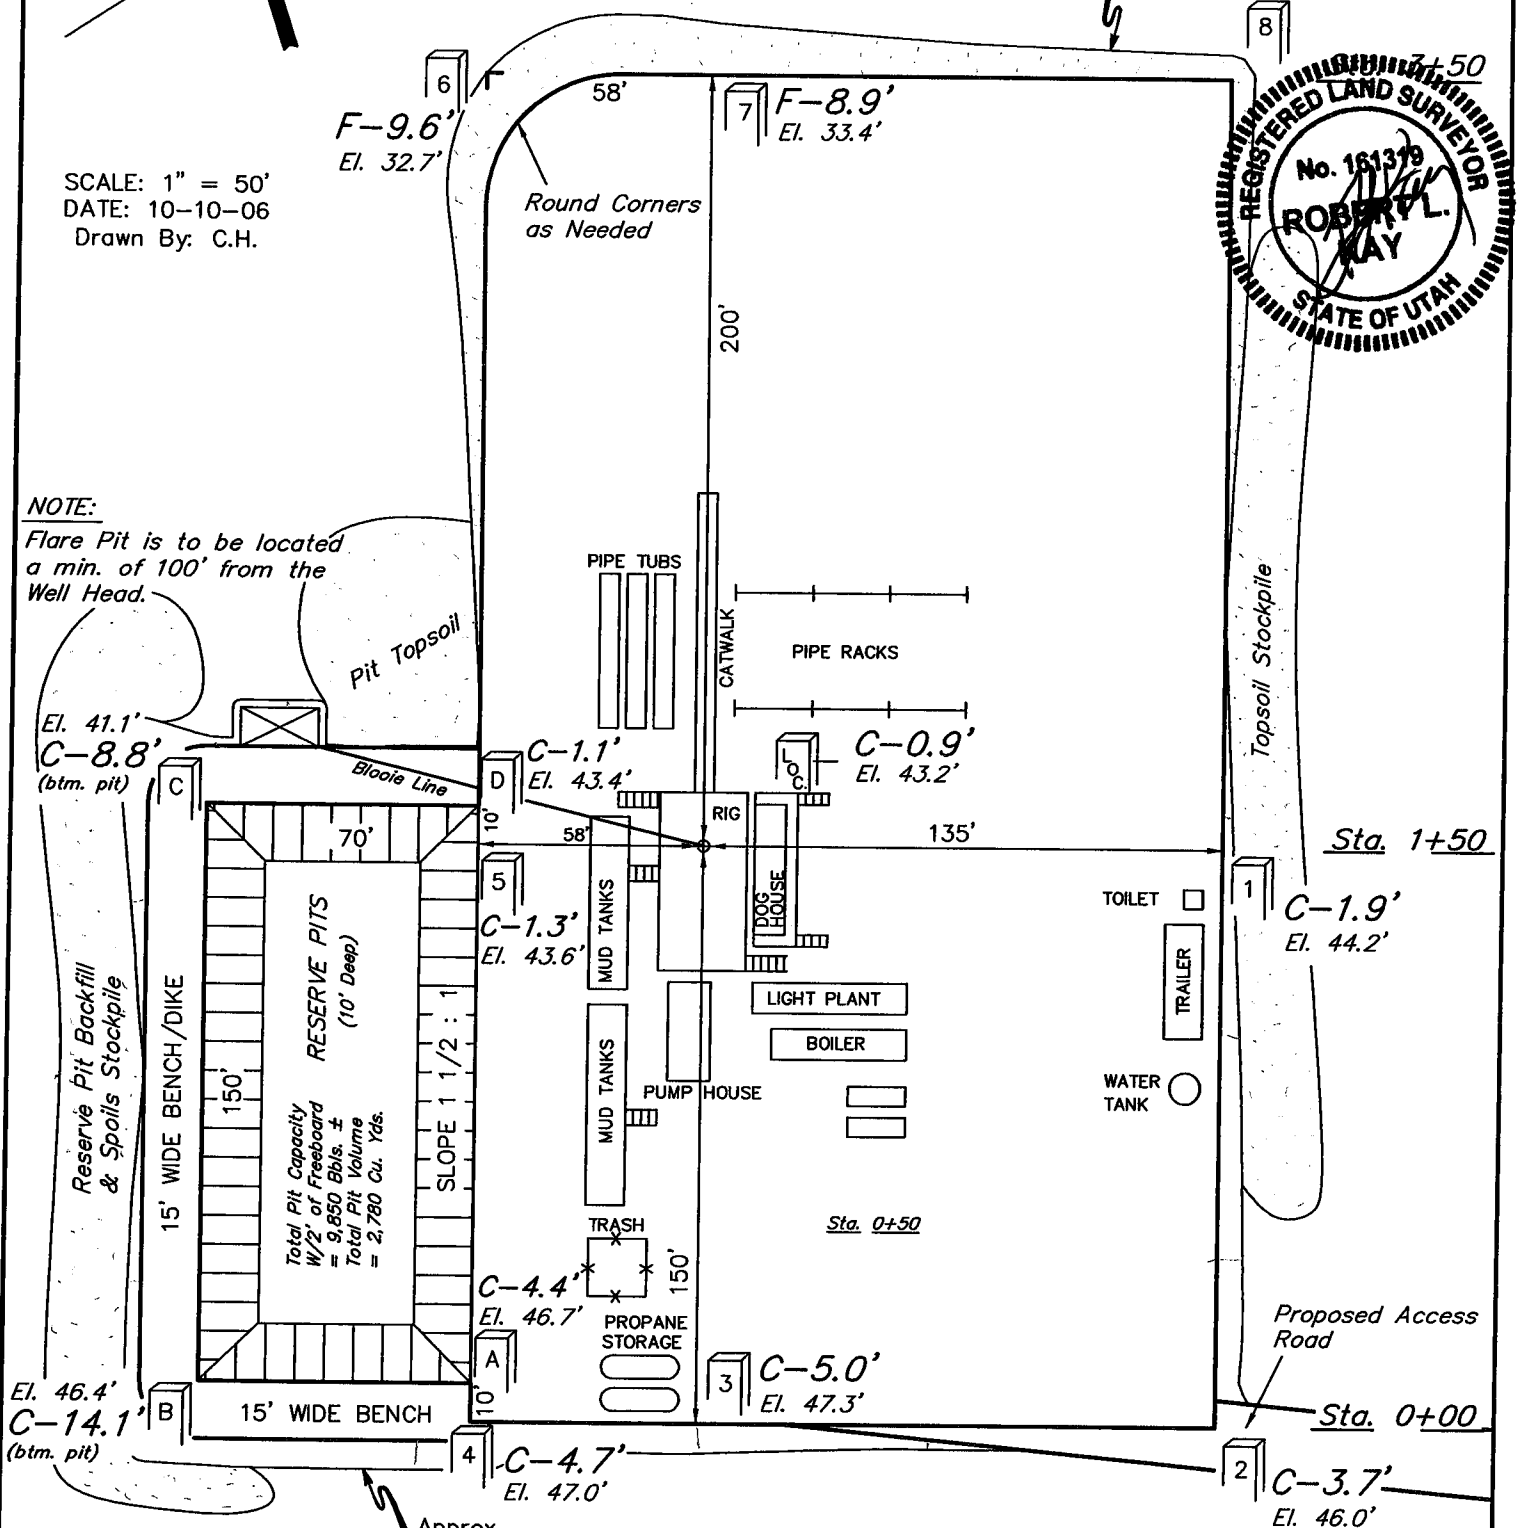 8
Sta. 3+50
6
F-9.6'
El. 32.7'
58'
7
F-8.9'
El. 33.4'
REGISTERED LAND SURVEYOR
No. 161319
ROBERT L.
KAY
STATE OF UTAH
SCALE: 1" = 50'
DATE: 10-10-06
Drawn By: C.H.
Round Corners
as Needed
200'
NOTE:
Flare Pit is to be located
a min. of 100' from the
Well Head.
PIPE TUBS
CATWALK
PIPE RACKS
Pit Topsoil
Topsoil Stockpile
El. 41.1'
C-8.8'
(btm. pit)
C
Blooie Line
D
C-1.1'
El. 43.4'
LOC.
C-0.9'
El. 43.2'
RIG
10'
58'
135'
Sta. 1+50
70'
5
C-1.3'
El. 43.6'
MUD TANKS
DOG
HOUSE
TOILET
1
C-1.9'
El. 44.2'
TRAILER
LIGHT PLANT
BOILER
RESERVE PITS
(10' Deep)
SLOPE 1 1/2 : 1
Reserve Pit Backfill
& Spoils Stockpile
15' WIDE BENCH/DIKE
150'
Total Pit Capacity
W/2' of Freeboard
= 9,850 Bbls. ±
Total Pit Volume
= 2,780 Cu. Yds.
MUD TANKS
PUMP HOUSE
WATER
TANK
TRASH
Sta. 0+50
150'
C-4.4'
El. 46.7'
PROPANE
STORAGE
A
10'
3
C-5.0'
El. 47.3'
Proposed Access
Road
El. 46.4'
C-14.1'
(btm. pit)
B
15' WIDE BENCH
Sta. 0+00
4
C-4.7'
El. 47.0'
2
C-3.7'
El. 46.0'
Approx.